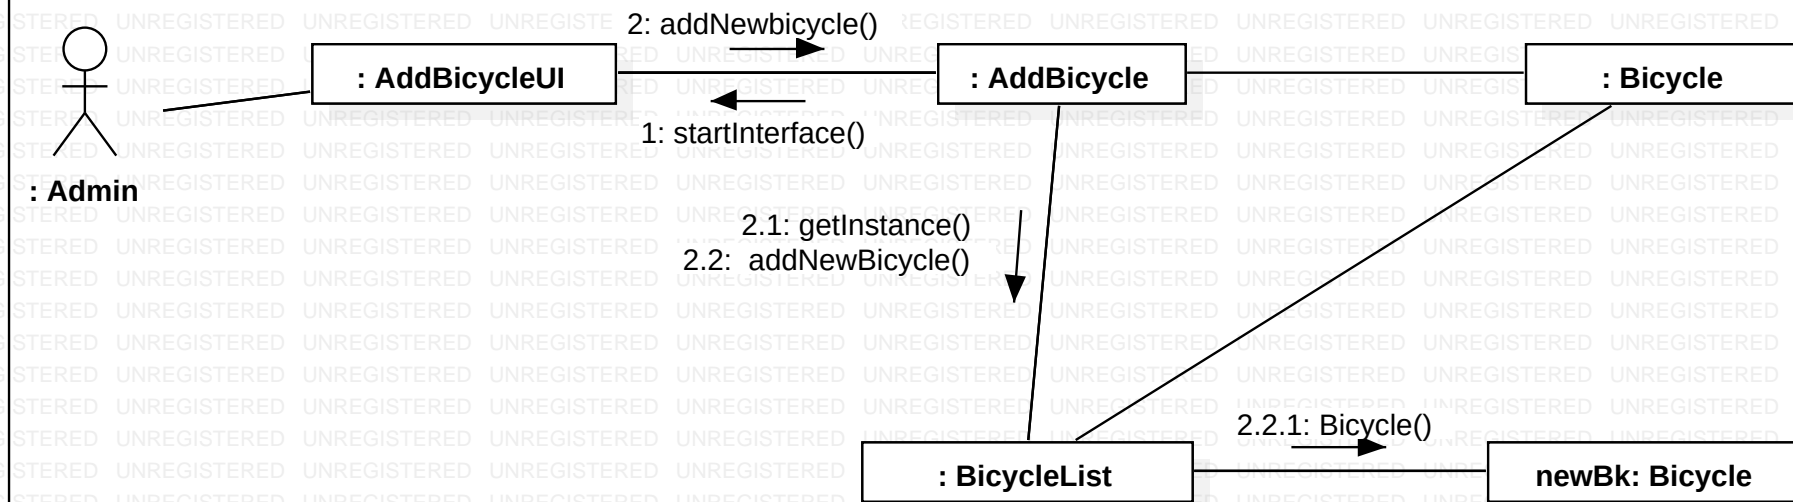 2: addNewbicycle()
: AddBicycleUI
: AddBicycle
: Bicycle
1: startInterface()
: Admin
2.1: getInstance()
2.2:  addNewBicycle()
2.2.1: Bicycle()
: BicycleList
newBk: Bicycle
UNREGISTERED